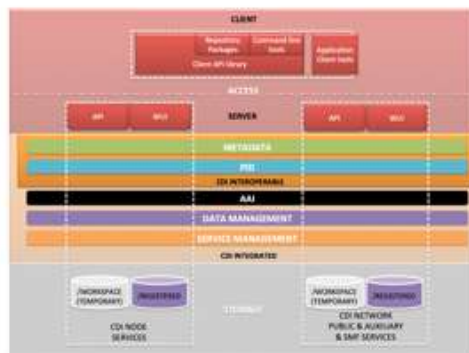 CLIENT
Repository Packages
Command line tools
Client API library
Application Client tools
ACCESS
API
WUI
SERVER
API
WUI
METADATA
PID
CDI INTEROPERABLE
AAI
DATA MANAGEMENT
SERVICE MANAGEMENT
CDI INTEGRATED
/WORKSPACE (TEMPORARY)
/REGISTERED
STORAGE
/WORKSPACE (TEMPORARY)
/REGISTERED
CDI NODE SERVICES
CDI NETWORK
PUBLIC & AUXILIARY
& SMF SERVICES